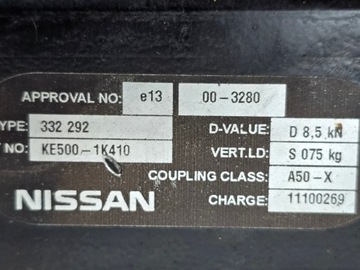 APPROVAL NO: e13 00-3280
YPE: 332 292 D-VALUE: D 8,5 kN
T NO: KE500-1K410 VERT.LD: S 075 kg
COUPLING CLASS: A50-X
NISSAN CHARGE: 11100269